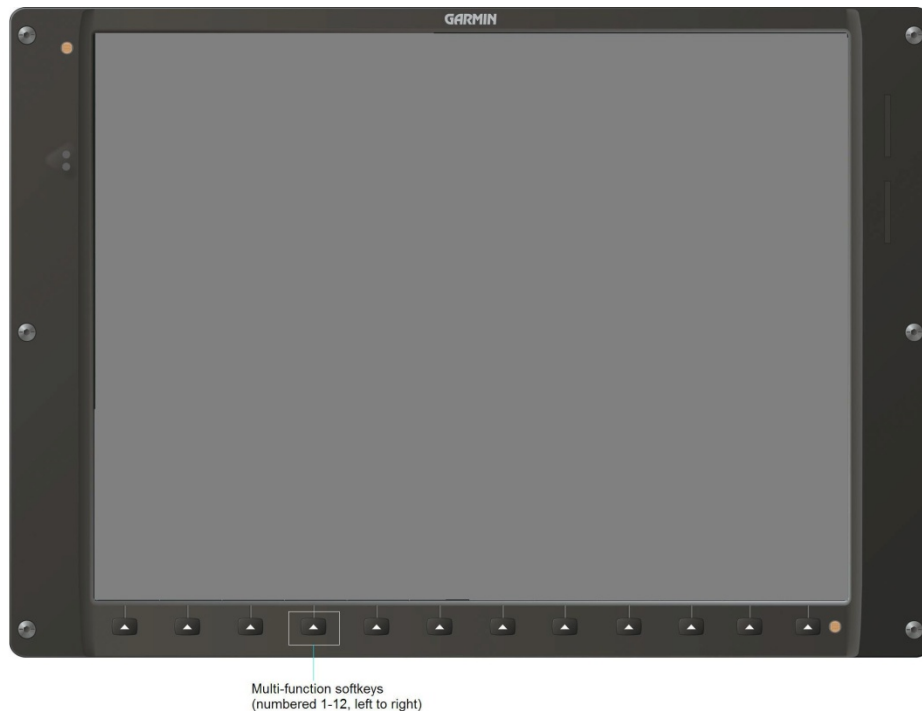 GARMIN
Multi-function softkeys
(numbered 1-12, left to right)